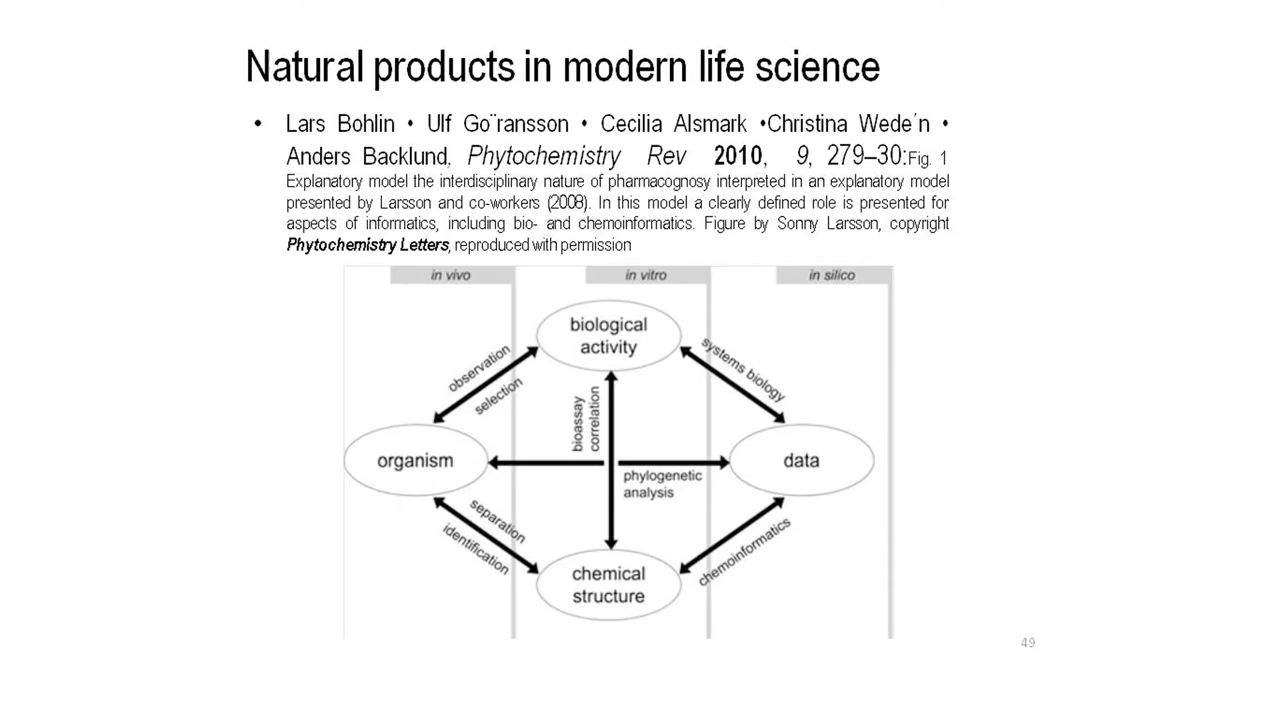 Natural products in modern life science
• Lars Bohlin • Ulf Go¨ransson • Cecilia Alsmark •Christina Wede´n •
Anders Backlund, Phytochemistry Rev 2010, 9, 279–30:Fig. 1
Explanatory model the interdisciplinary nature of pharmacognosy interpreted in an explanatory model
presented by Larsson and co-workers (2008). In this model a clearly defined role is presented for
aspects of informatics, including bio- and chemoinformatics. Figure by Sonny Larsson, copyright
Phytochemistry Letters, reproduced with permission
in vivo
in vitro
in silico
biological
activity
observation
selection
systems biology
bioassay
correlation
organism
data
phylogenetic
analysis
separation
identification
chemoinformatics
chemical
structure
49